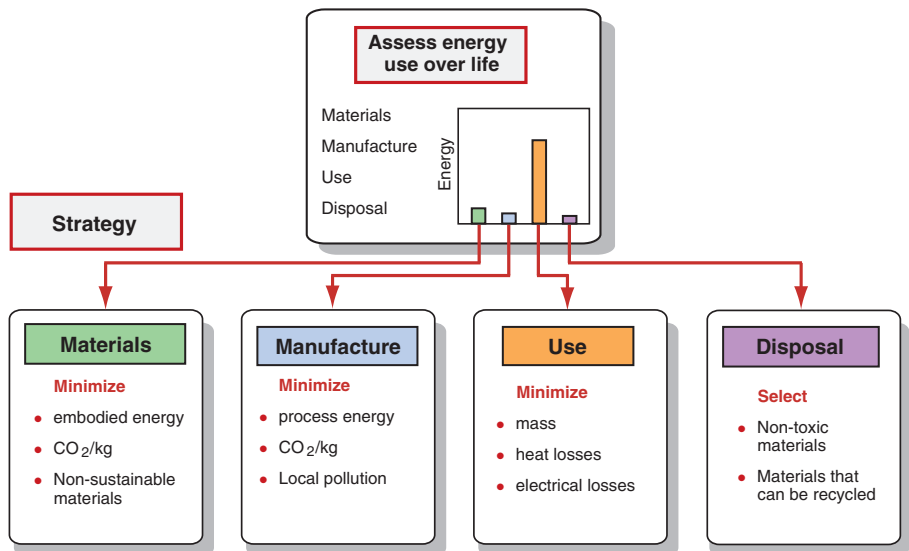 Assess energy
use over life
Materials
Manufacture
Use
Disposal
Energy
Strategy
Materials
Minimize
• embodied energy
• CO2/kg
• Non-sustainable
materials
Manufacture
Minimize
• process energy
• CO2/kg
• Local pollution
Use
Minimize
• mass
• heat losses
• electrical losses
Disposal
Select
• Non-toxic
materials
• Materials that
can be recycled